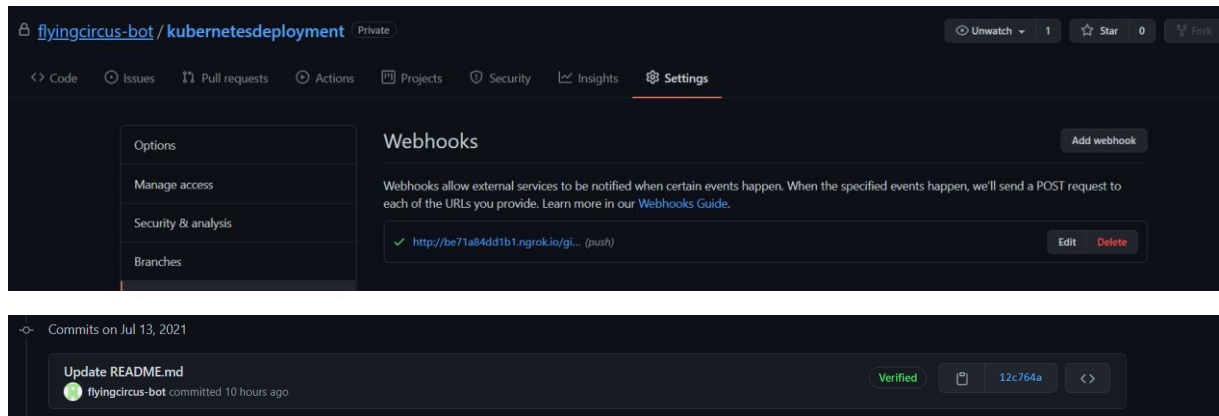 flyingcircus-bot / kubernetesdeployment Private
Unwatch 1 Star 0 Fork
<> Code Issues Pull requests Actions Projects Security Insights Settings
Options
Manage access
Security & analysis
Branches
Webhooks
Add webhook
Webhooks allow external services to be notified when certain events happen. When the specified events happen, we'll send a POST request to
each of the URLs you provide. Learn more in our Webhooks Guide.
http://be71a84dd1b1.ngrok.io/gi... (push)
Edit Delete
Commits on Jul 13, 2021
Update README.md
flyingcircus-bot committed 10 hours ago
Verified 12c764a <>